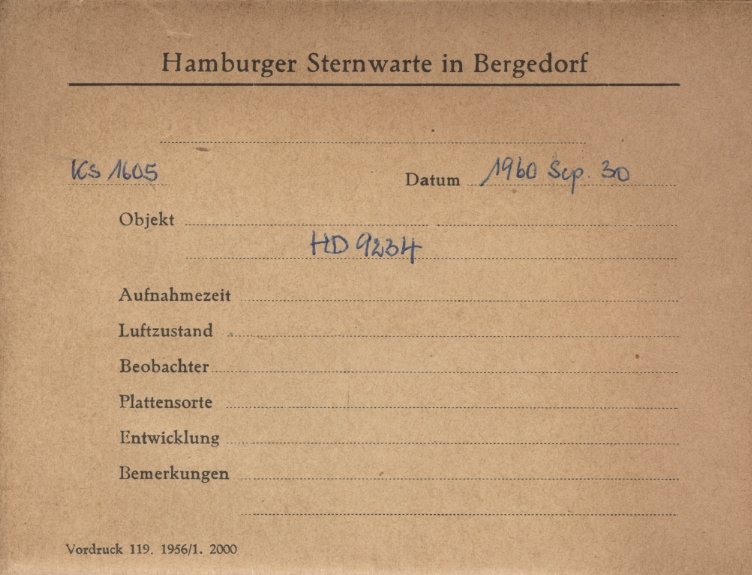 Hamburger Sternwarte in Bergedorf
KS 1605 Datum 1960 Sep. 30
Objekt
HD 9234
Aufnahmezeit
Luftzustand
Beobachter
Plattensorte
Entwicklung
Bemerkungen
Vordruck 119. 1956/1. 2000